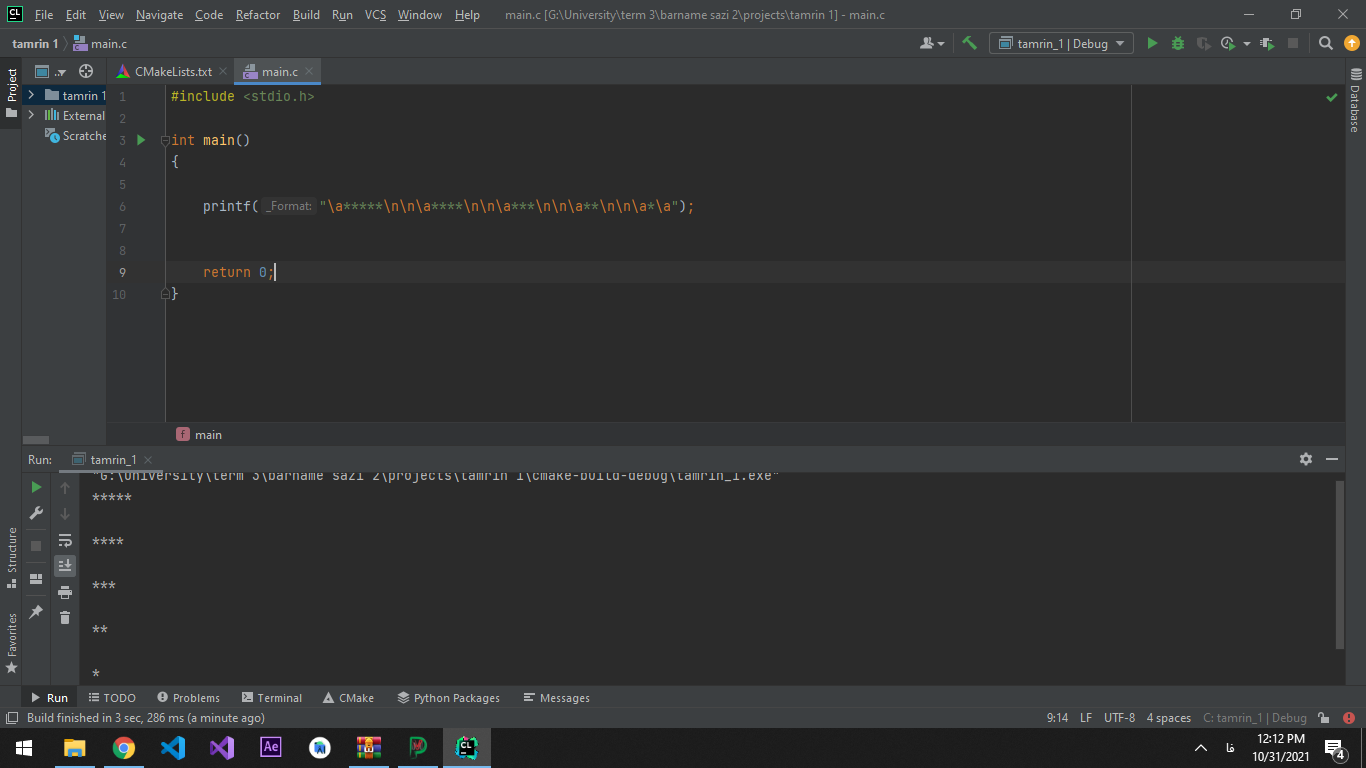 CL File Edit View Navigate Code Refactor Build Run VCS Window Help main.c [G:\University\term 3\barname sazi 2\projects\tamrin 1] - main.c
tamrin 1 main.c tamrin_1 | Debug
Project .. CMakeLists.txt main.c
tamrin 1
External
Scratche
Database
1 #include <stdio.h>
2
3 int main()
4 {
5
6 printf( _Format: "\a*****\n\n\a****\n\n\a***\n\n\a**\n\n\a*\a");
7
8
9 return 0;
10 }
f main
Run: tamrin_1
"G:\University\term 3\barname sazi 2\projects\tamrin 1\cmake-build-debug\tamrin_1.exe"
*****
****
***
**
*
Structure
Favorites
Run TODO Problems Terminal CMake Python Packages Messages
Build finished in 3 sec, 286 ms (a minute ago) 9:14 LF UTF-8 4 spaces C: tamrin_1 | Debug
Ae CL فا 12:12 PM
10/31/2021 4